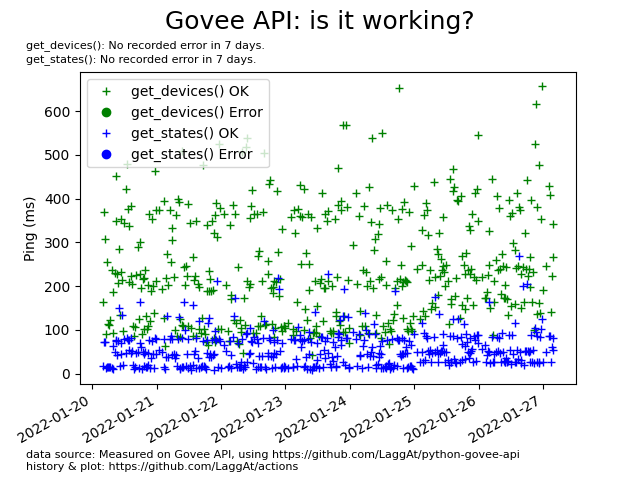 Govee API: is it working?
get_devices(): No recorded error in 7 days.
get_states(): No recorded error in 7 days.
get_devices() OK
get_devices() Error
get_states() OK
get_states() Error
Ping (ms)
600
500
400
300
200
100
0
2022-01-20
2022-01-21
2022-01-22
2022-01-23
2022-01-24
2022-01-25
2022-01-26
2022-01-27
data source: Measured on Govee API, using https://github.com/LaggAt/python-govee-api
history & plot: https://github.com/LaggAt/actions